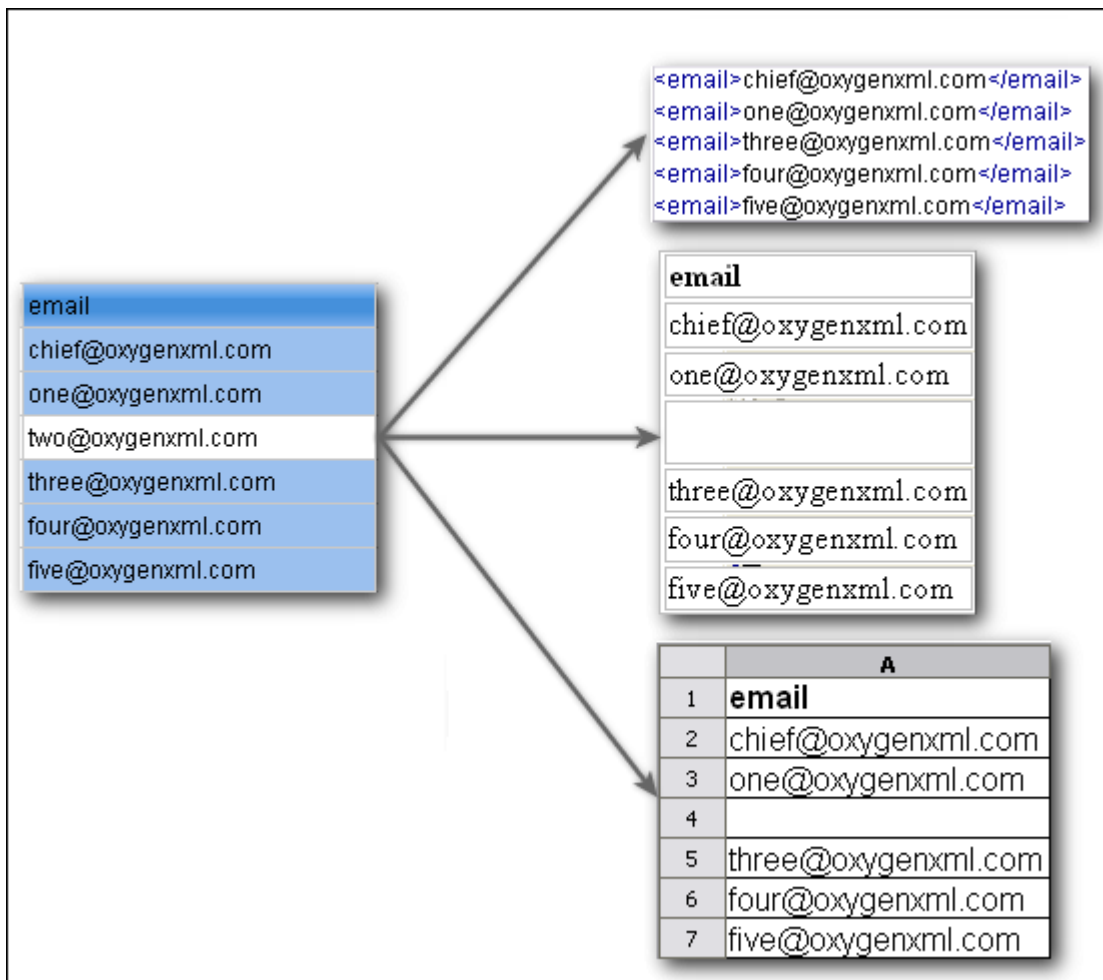 email
chief@oxygenxml.com
one@oxygenxml.com
two@oxygenxml.com
three@oxygenxml.com
four@oxygenxml.com
five@oxygenxml.com
<email>chief@oxygenxml.com</email>
<email>one@oxygenxml.com</email>
<email>three@oxygenxml.com</email>
<email>four@oxygenxml.com</email>
<email>five@oxygenxml.com</email>
email
chief@oxygenxml.com
one@oxygenxml.com
three@oxygenxml.com
four@oxygenxml.com
five@oxygenxml.com
A
1 email
2 chief@oxygenxml.com
3 one@oxygenxml.com
4
5 three@oxygenxml.com
6 four@oxygenxml.com
7 five@oxygenxml.com